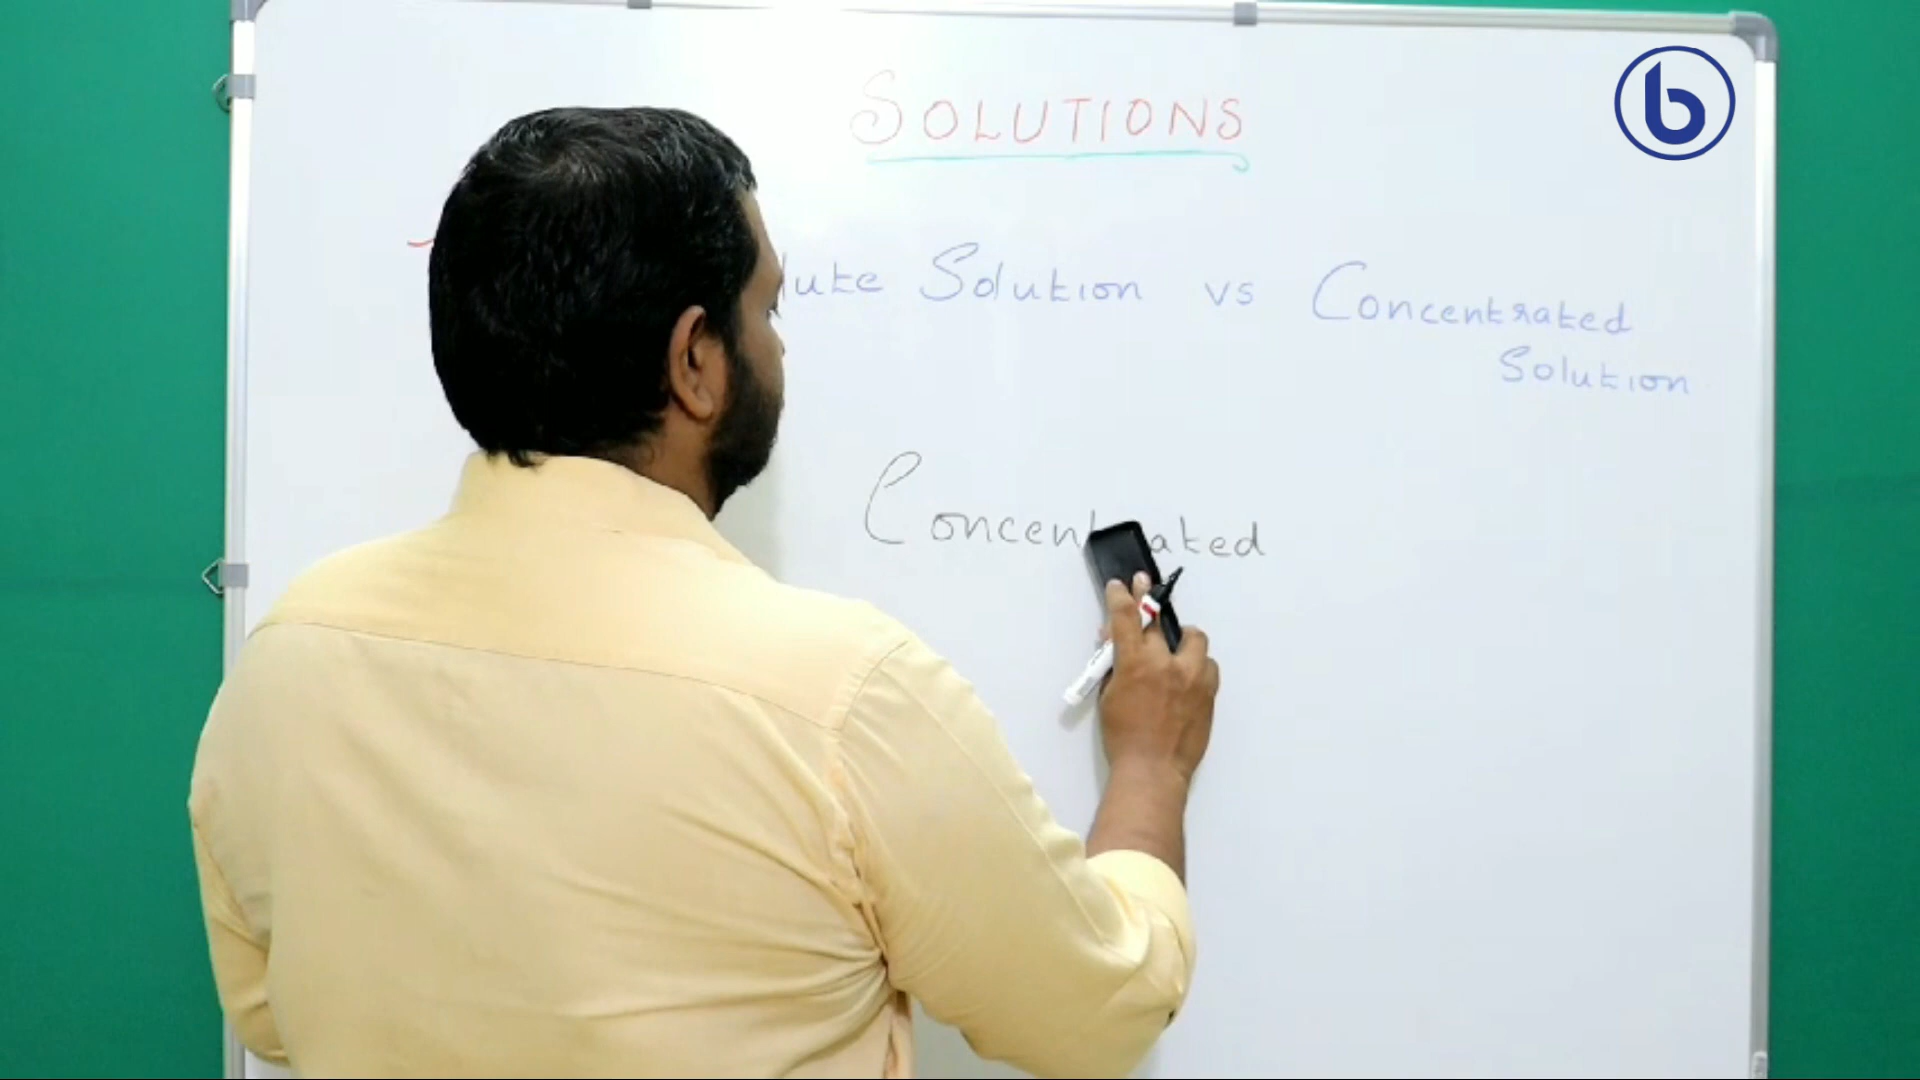 SOLUTIONS
lute Solution vs Concentrated
Solution
Concentrated
b